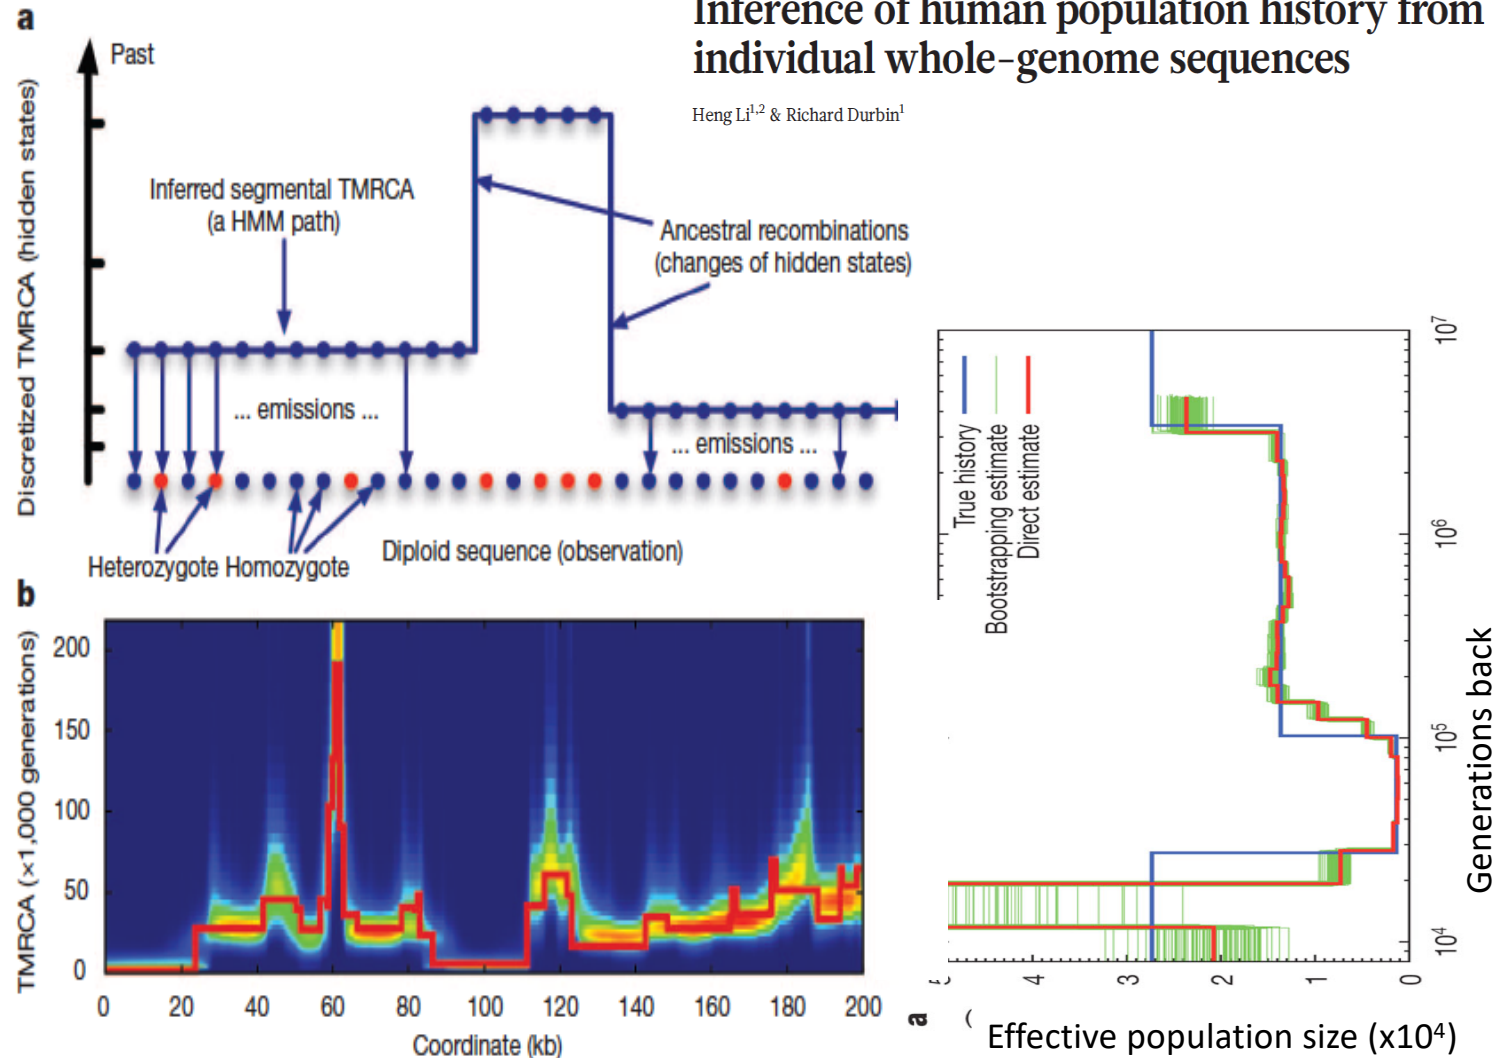 a
Inference of human population history from
individual whole-genome sequences
Heng Li1,2 & Richard Durbin1
Past
Discretized TMRCA (hidden states)
Inferred segmental TMRCA
(a HMM path)
Ancestral recombinations
(changes of hidden states)
... emissions ...
... emissions ...
Heterozygote Homozygote
Diploid sequence (observation)
b
TMRCA (×1,000 generations)
200
150
100
50
0
0 20 40 60 80 100 120 140 160 180 200
Coordinate (kb)
True history
Bootstrapping estimate
Direct estimate
10⁷
10⁶
10⁵
10⁴
Generations back
4 3 2 1 0
a (
Effective population size (x10⁴)